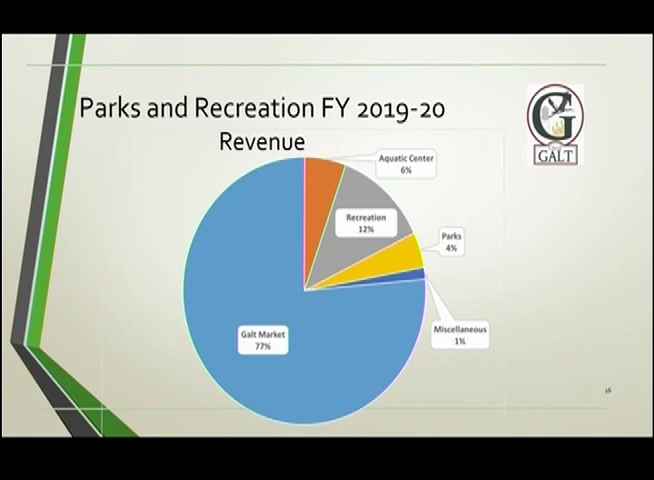 Parks and Recreation FY 2019-20
Revenue
G
GALT
Aquatic Center
6%
Recreation
12%
Parks
4%
Miscellaneous
1%
Galt Market
77%
16